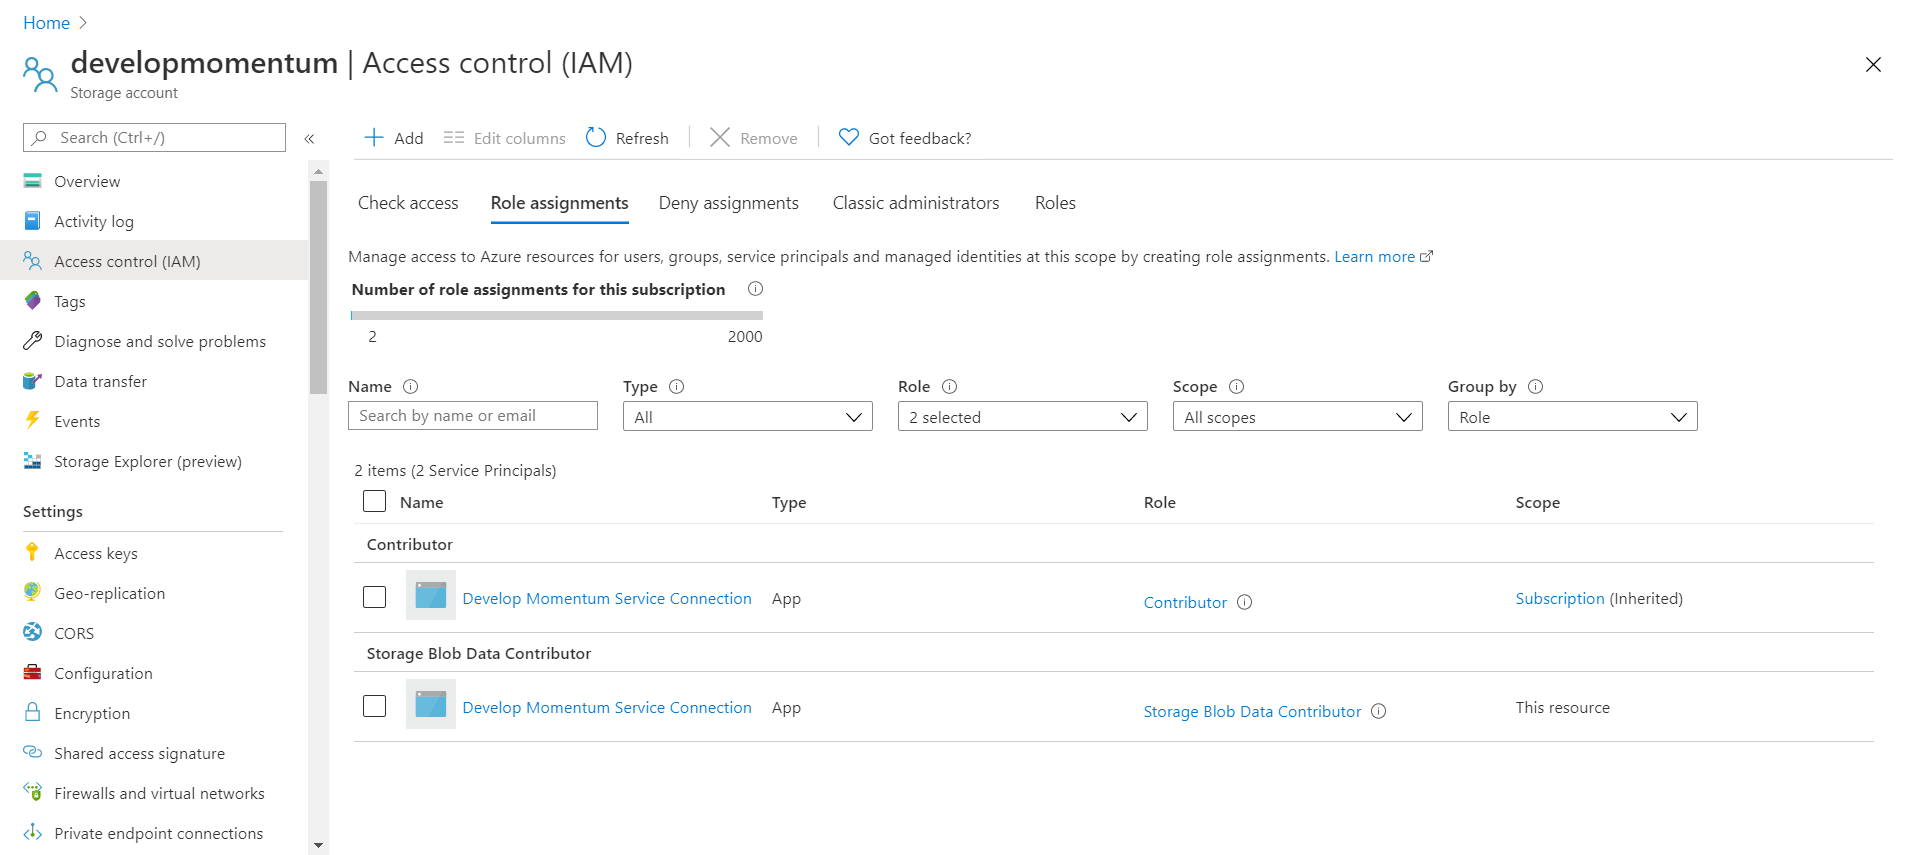 Home
developmomentum | Access control (IAM)
Storage account
Search (Ctrl+/)
«
Overview
Activity log
Access control (IAM)
Tags
Diagnose and solve problems
Data transfer
Events
Storage Explorer (preview)
Settings
Access keys
Geo-replication
CORS
Configuration
Encryption
Shared access signature
Firewalls and virtual networks
Private endpoint connections
Add Edit columns Refresh Remove Got feedback?
Check access Role assignments Deny assignments Classic administrators Roles
Manage access to Azure resources for users, groups, service principals and managed identities at this scope by creating role assignments. Learn more
Number of role assignments for this subscription
2 2000
Name Type Role Scope Group by
Search by name or email All 2 selected All scopes Role
2 items (2 Service Principals)
Name Type Role Scope
Contributor
Develop Momentum Service Connection App Contributor Subscription (Inherited)
Storage Blob Data Contributor
Develop Momentum Service Connection App Storage Blob Data Contributor This resource